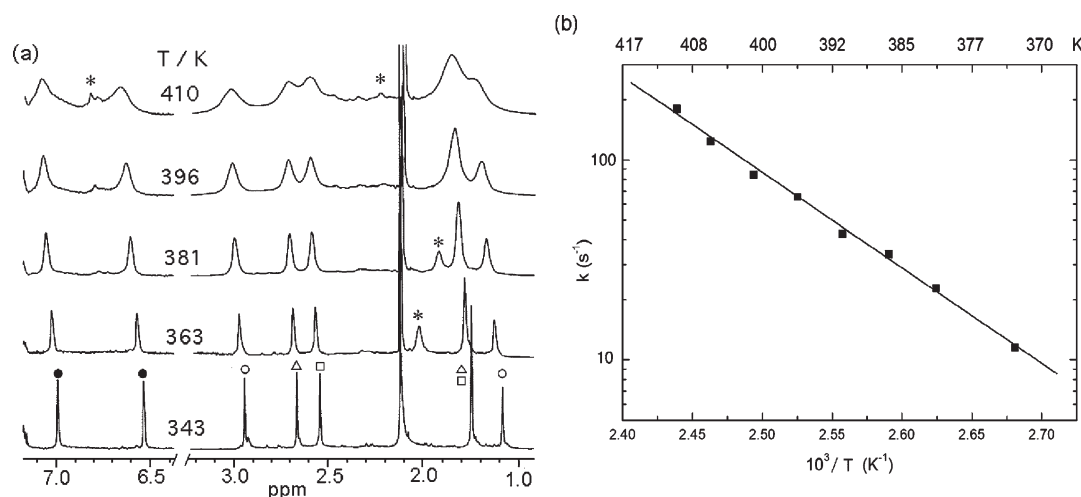 (a)
T / K
*
*
410
396
*
381
*
363
343
7.0
6.5
3.0
2.0
1.0
ppm
(b)
417 408 400 392 385 377 370 K
100
10
k (s⁻¹)
2.40 2.45 2.50 2.55 2.60 2.65 2.70
10³/ T (K⁻¹)